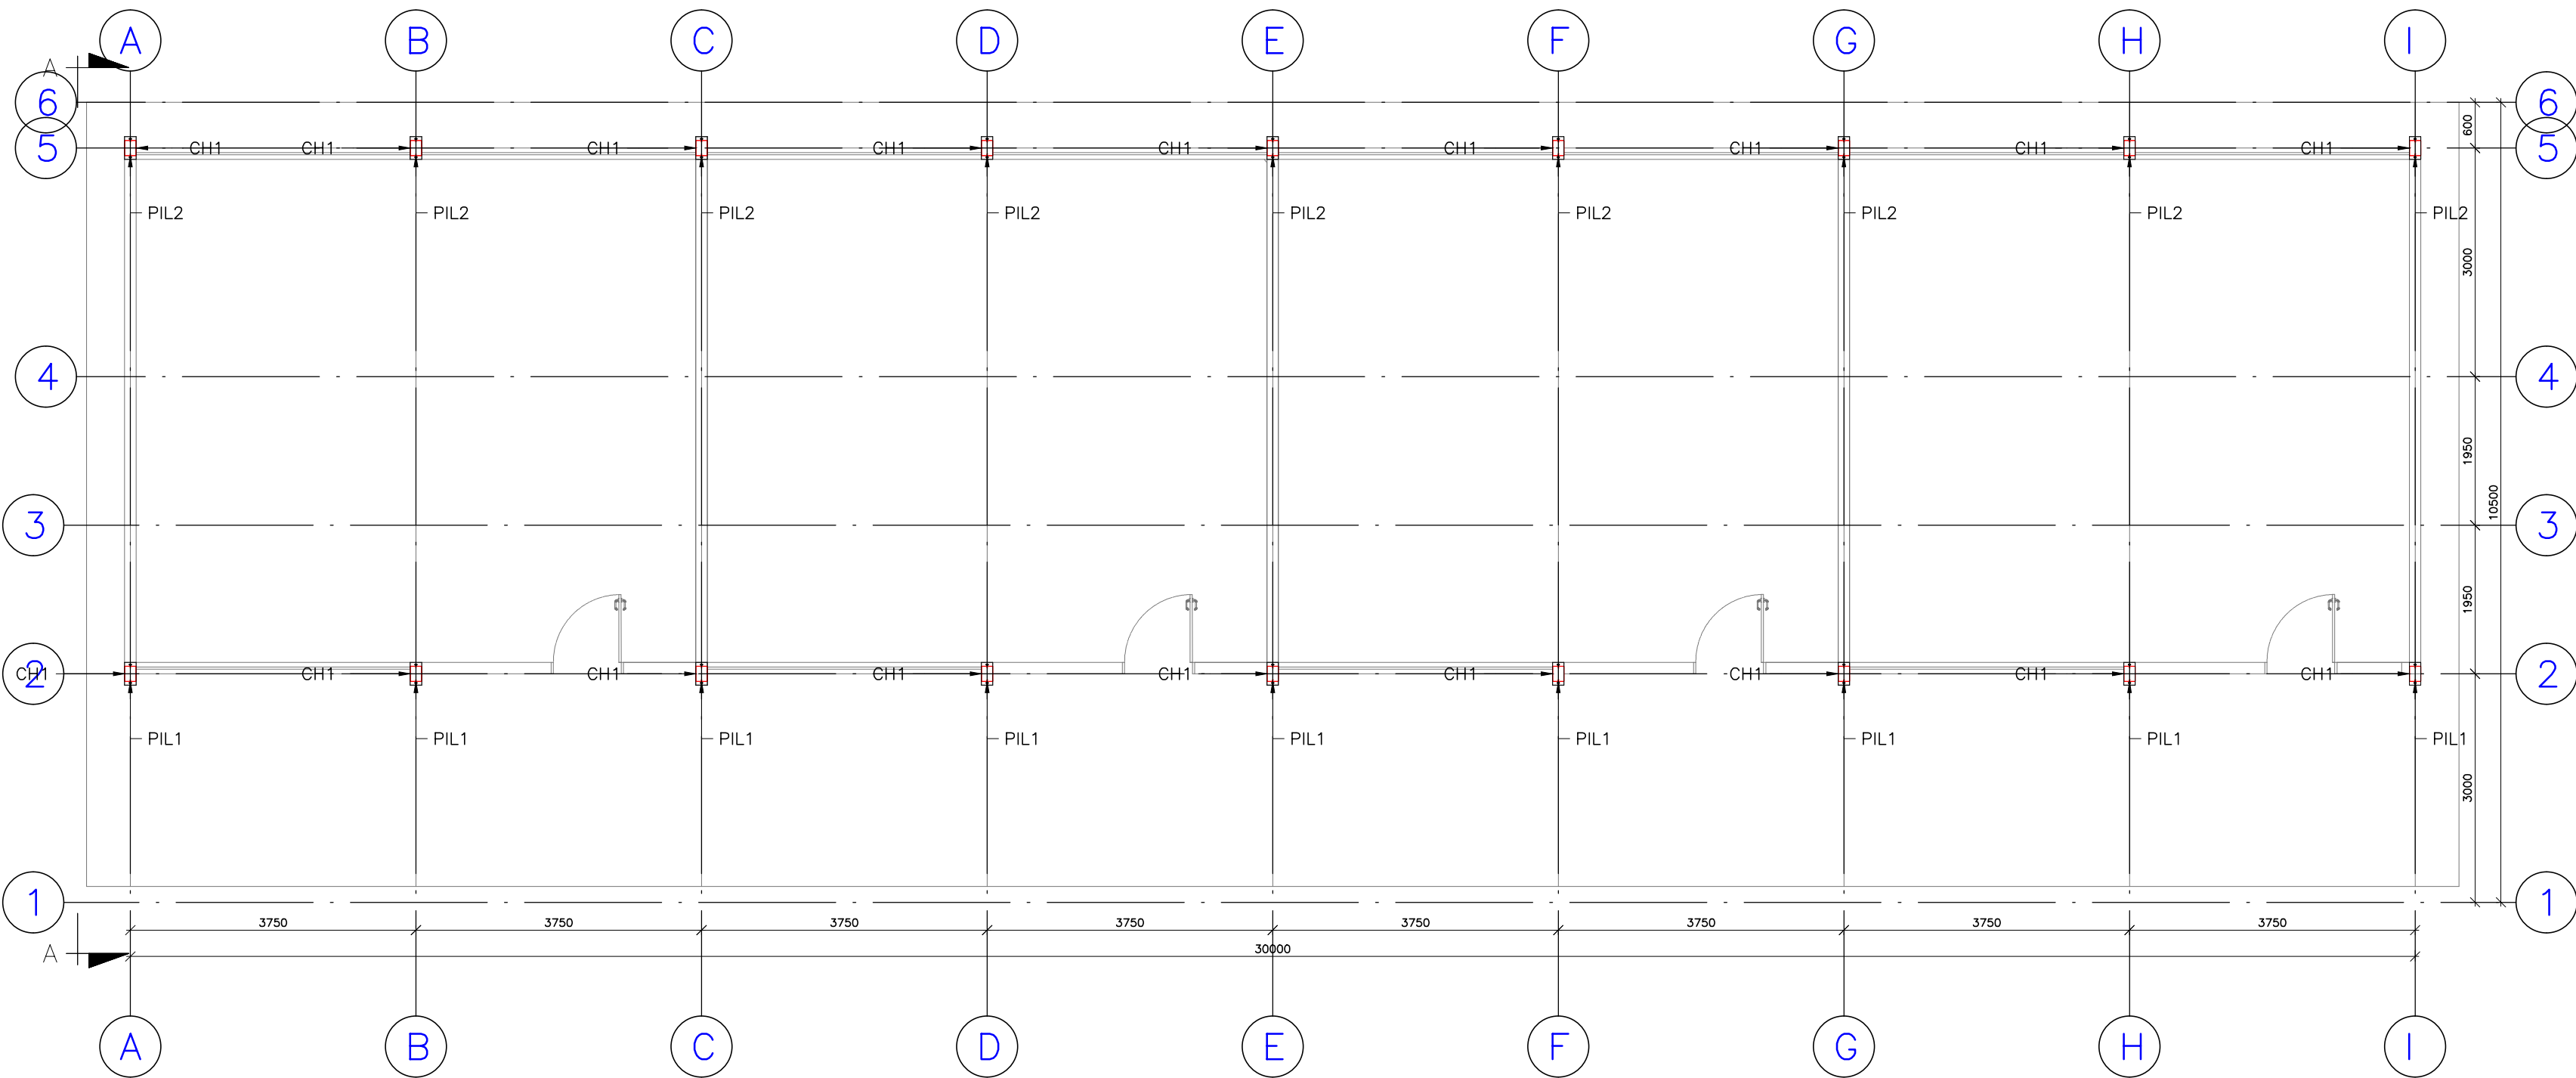 A B C D E F G H I
A
6 6
600
5 CH1 CH1 CH1 CH1 CH1 CH1 CH1 CH1 CH1 5
PIL2 PIL2 PIL2 PIL2 PIL2 PIL2 PIL2 PIL2 PIL2
3000
4 4
1950
10500
3 3
1950
CH1 2 CH1 CH1 CH1 CH1 CH1 CH1 CH1 CH1 2
PIL1 PIL1 PIL1 PIL1 PIL1 PIL1 PIL1 PIL1 PIL1
3000
1 1
3750 3750 3750 3750 3750 3750 3750 3750
30000
A
A B C D E F G H I